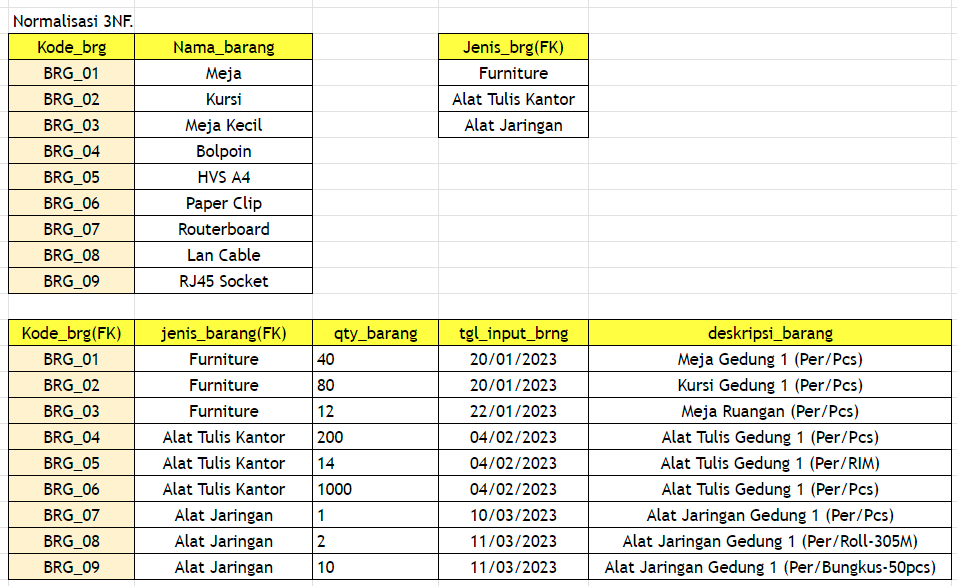 Normalisasi 3NF.
Kode_brg Nama_barang Jenis_brg(FK)
BRG_01 Meja Furniture
BRG_02 Kursi Alat Tulis Kantor
BRG_03 Meja Kecil Alat Jaringan
BRG_04 Bolpoin
BRG_05 HVS A4
BRG_06 Paper Clip
BRG_07 Routerboard
BRG_08 Lan Cable
BRG_09 RJ45 Socket
Kode_brg(FK) jenis_barang(FK) qty_barang tgl_input_brng deskripsi_barang
BRG_01 Furniture 40 20/01/2023 Meja Gedung 1 (Per/Pcs)
BRG_02 Furniture 80 20/01/2023 Kursi Gedung 1 (Per/Pcs)
BRG_03 Furniture 12 22/01/2023 Meja Ruangan (Per/Pcs)
BRG_04 Alat Tulis Kantor 200 04/02/2023 Alat Tulis Gedung 1 (Per/Pcs)
BRG_05 Alat Tulis Kantor 14 04/02/2023 Alat Tulis Gedung 1 (Per/RIM)
BRG_06 Alat Tulis Kantor 1000 04/02/2023 Alat Tulis Gedung 1 (Per/Pcs)
BRG_07 Alat Jaringan 1 10/03/2023 Alat Jaringan Gedung 1 (Per/Pcs)
BRG_08 Alat Jaringan 2 11/03/2023 Alat Jaringan Gedung 1 (Per/Roll-305M)
BRG_09 Alat Jaringan 10 11/03/2023 Alat Jaringan Gedung 1 (Per/Bungkus-50pcs)